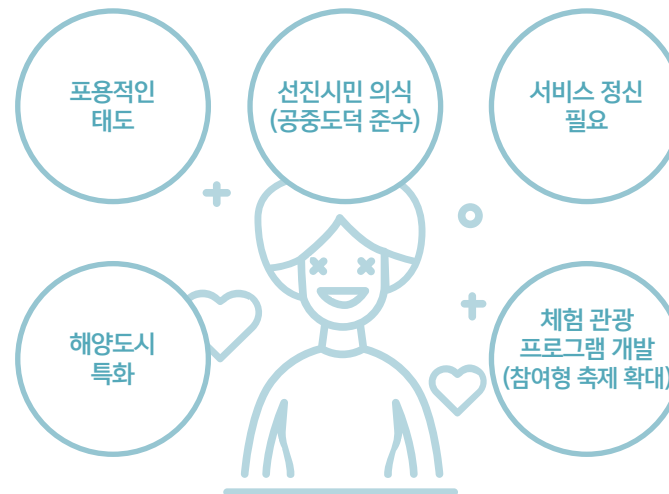 포용적인
태도
선진시민 의식
(공중도덕 준수)
서비스 정신
필요
해양도시
특화
체험 관광
프로그램 개발
(참여형 축제 확대)